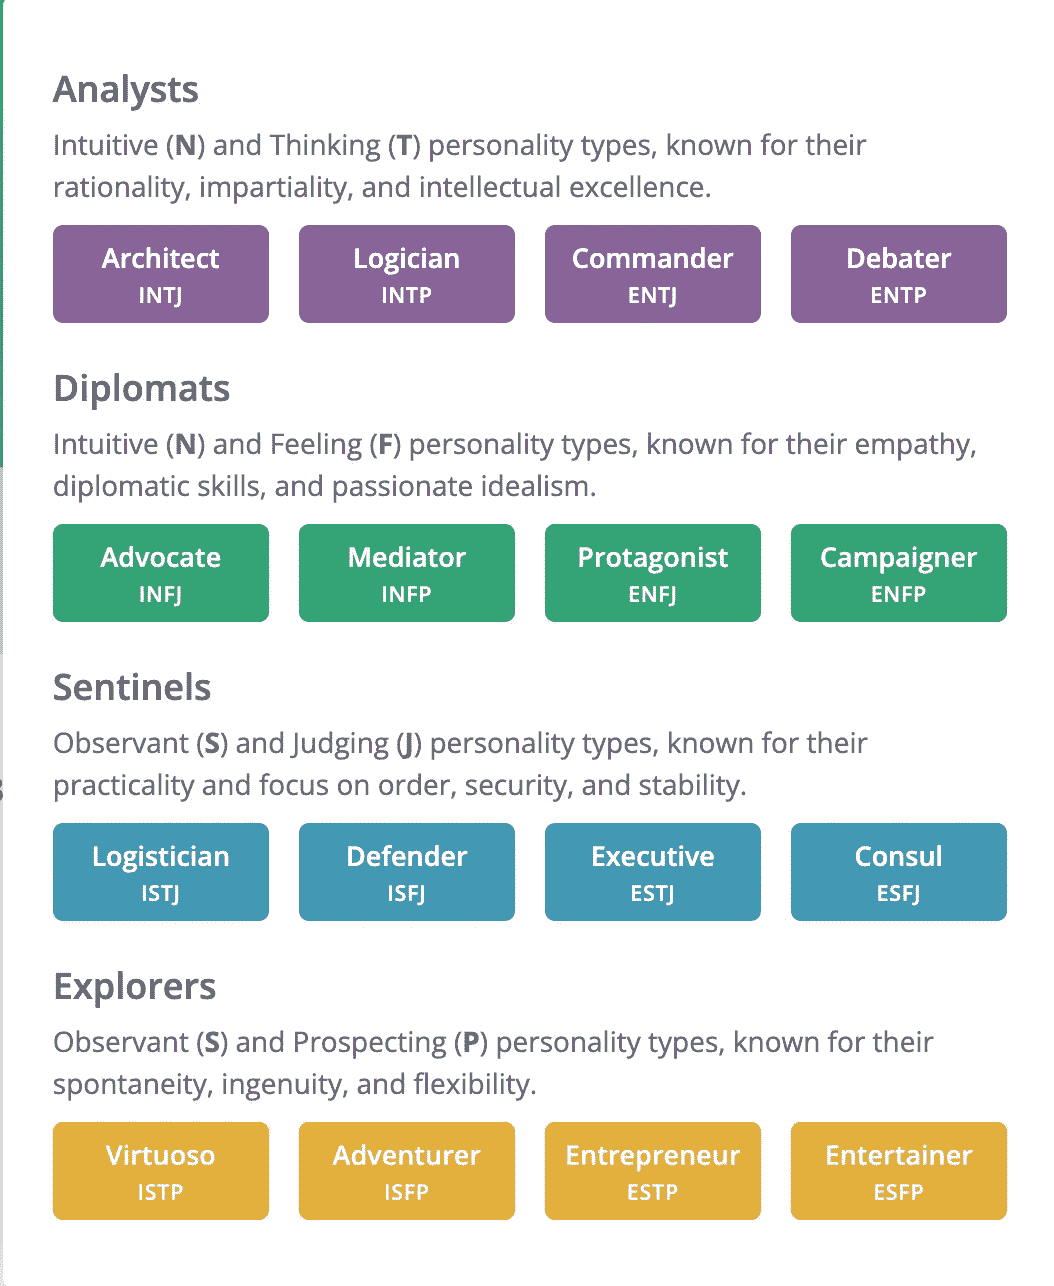 Analysts
Intuitive (N) and Thinking (T) personality types, known for their
rationality, impartiality, and intellectual excellence.
Architect
INTJ
Logician
INTP
Commander
ENTJ
Debater
ENTP
Diplomats
Intuitive (N) and Feeling (F) personality types, known for their empathy,
diplomatic skills, and passionate idealism.
Advocate
INFJ
Mediator
INFP
Protagonist
ENFJ
Campaigner
ENFP
Sentinels
Observant (S) and Judging (J) personality types, known for their
practicality and focus on order, security, and stability.
Logistician
ISTJ
Defender
ISFJ
Executive
ESTJ
Consul
ESFJ
Explorers
Observant (S) and Prospecting (P) personality types, known for their
spontaneity, ingenuity, and flexibility.
Virtuoso
ISTP
Adventurer
ISFP
Entrepreneur
ESTP
Entertainer
ESFP